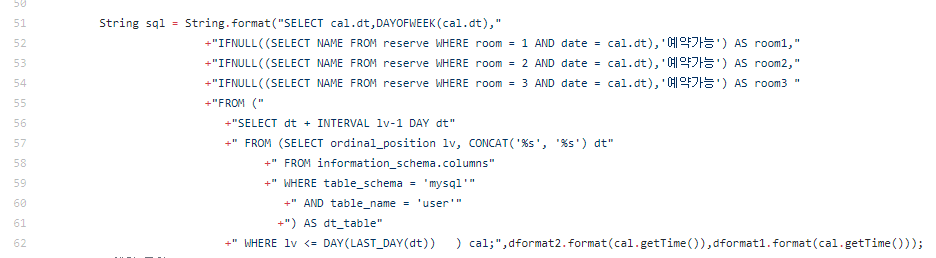 50
51 String sql = String.format("SELECT cal.dt,DAYOFWEEK(cal.dt),"
52 +"IFNULL((SELECT NAME FROM reserve WHERE room = 1 AND date = cal.dt),'예약가능') AS room1,"
53 +"IFNULL((SELECT NAME FROM reserve WHERE room = 2 AND date = cal.dt),'예약가능') AS room2,"
54 +"IFNULL((SELECT NAME FROM reserve WHERE room = 3 AND date = cal.dt),'예약가능') AS room3 "
55 +"FROM ("
56 +"SELECT dt + INTERVAL lv-1 DAY dt"
57 +" FROM (SELECT ordinal_position lv, CONCAT('%s', '%s') dt"
58 +" FROM information_schema.columns"
59 +" WHERE table_schema = 'mysql'"
60 +" AND table_name = 'user'"
61 +") AS dt_table"
62 +" WHERE lv <= DAY(LAST_DAY(dt))   ) cal;",dformat2.format(cal.getTime()),dformat1.format(cal.getTime()));